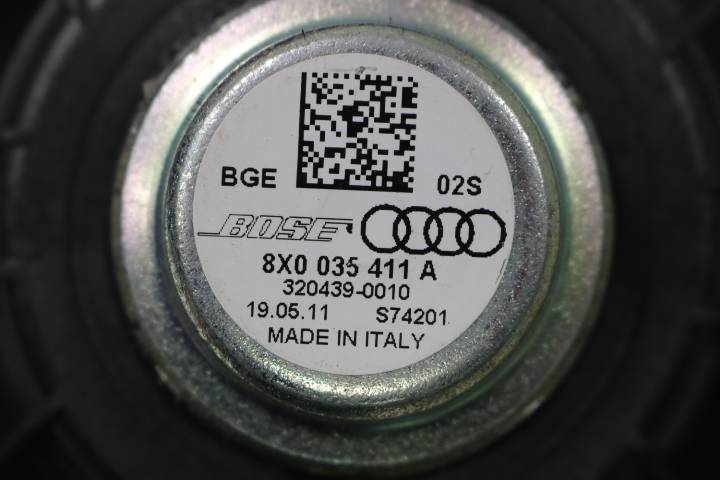 BGE 02S
BOSE
8X0 035 411 A
320439-0010
19.05.11 S74201
MADE IN ITALY